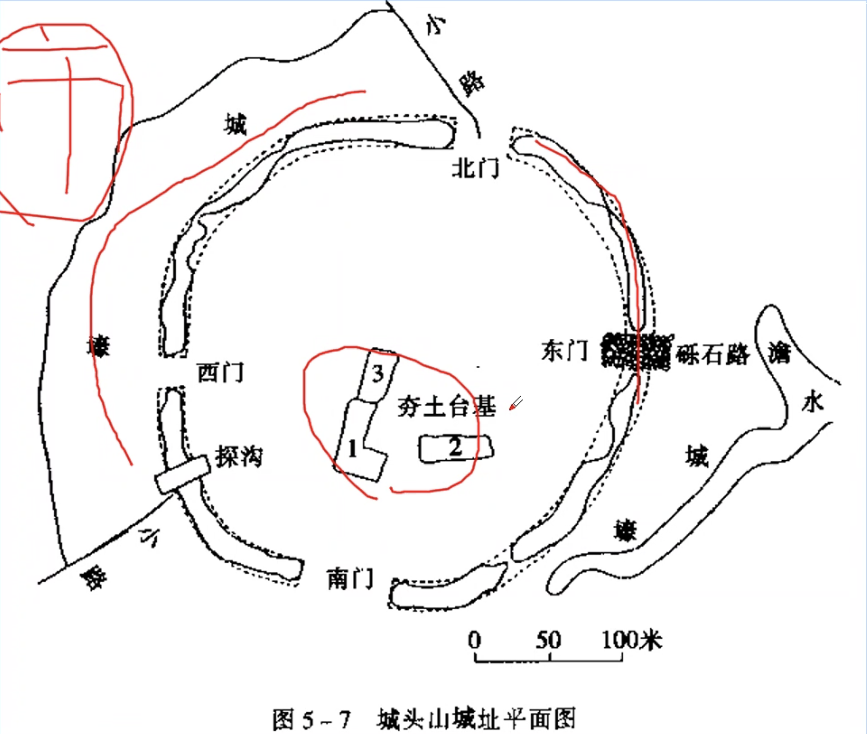 小
路
城
北门
东门
砾石路
澹
水
西门
3
夯土台基
1
2
探沟
城
壕
壕
小
路
南门
0 50 100米
图5-7 城头山城址平面图